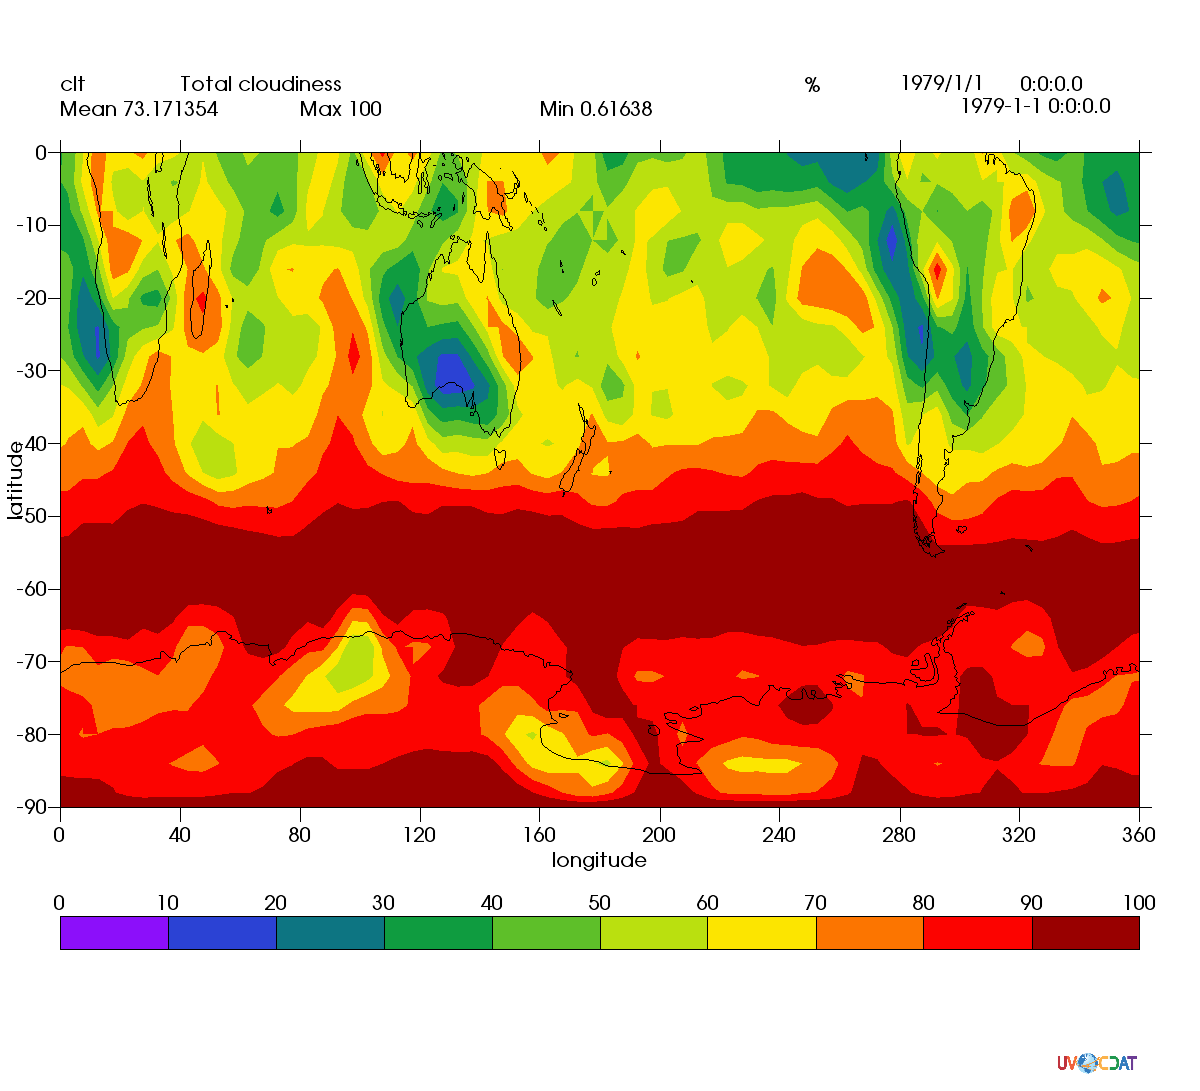 clt Total cloudiness % 1979/1/1 0:0:0.0
Mean 73.171354 Max 100 Min 0.61638 1979-1-1 0:0:0.0
0
-10
-20
-30
-40
latitude
-50
-60
-70
-80
-90
0 40 80 120 160 200 240 280 320 360
longitude
0 10 20 30 40 50 60 70 80 90 100
UVCDAT